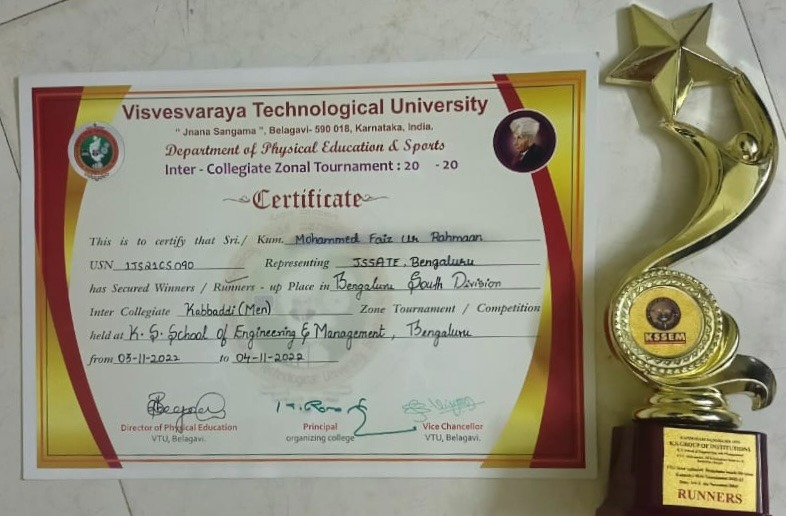 Visvesvaraya Technological University
" Jnana Sangama ", Belagavi- 590 018, Karnataka, India.
Department of Physical Education & Sports
Inter - Collegiate Zonal Tournament : 20 - 20
Certificate
This is to certify that Sri./ Kum. Mohammed Faiz Ur Rahmaan
USN 1JS21CS090 Representing JSSATE, Bengaluru
has Secured Winners / Runners - up Place in Bengaluru South Division
Inter Collegiate Kabbaddi (Men) Zone Tournament / Competition
held at K. S. School of Engineering & Management, Bengaluru
from 03-11-2022 to 04-11-2022
Director of Physical Education
VTU, Belagavi.
Principal
organizing college
Vice Chancellor
VTU, Belagavi.
KSSEM
K.S GROUP OF INSTITUTIONS
RUNNERS